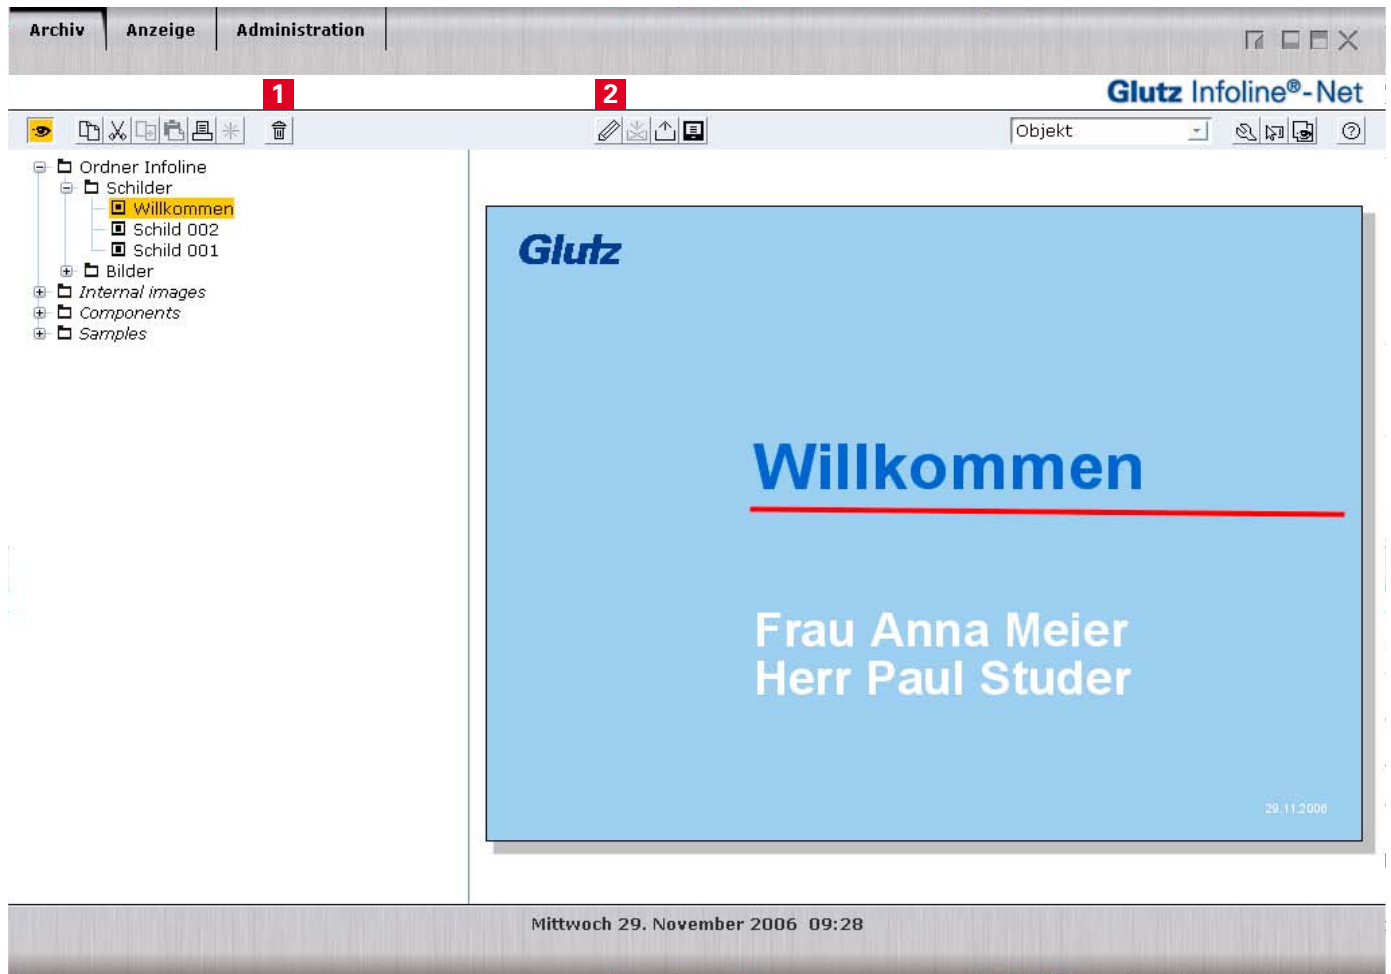 Archiv Anzeige Administration
1 2
Glutz Infoline®-Net
Objekt
Ordner Infoline
Schilder
Willkommen
Schild 002
Schild 001
Bilder
Internal images
Components
Samples
Glutz
Willkommen
Frau Anna Meier
Herr Paul Studer
29.11.2006
Mittwoch 29. November 2006 09:28